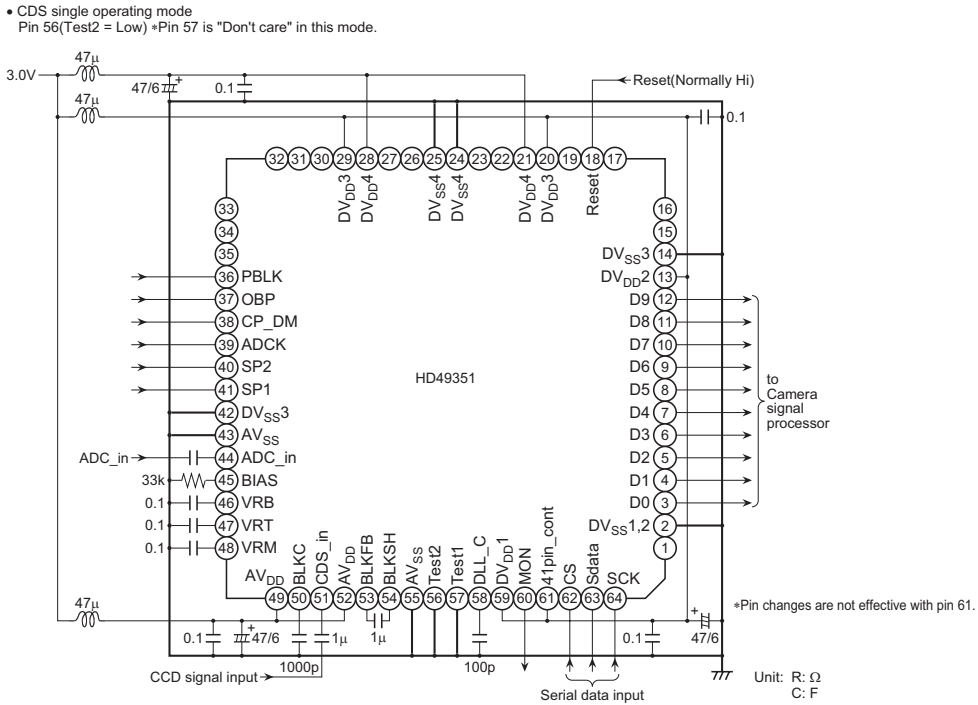 • CDS single operating mode
Pin 56(Test2 = Low) *Pin 57 is "Don't care" in this mode.
47μ
3.0V
47/6
+
0.1
Reset(Normally Hi)
47μ
0.1
32 31 30 29 28 27 26 25 24 23 22 21 20 19 18 17
DVDD3
DVDD4
DVSS4
DVSS4
DVDD4
DVDD3
Reset
33
34
35
36 PBLK
37 OBP
38 CP_DM
39 ADCK
40 SP2
41 SP1
42 DVSS3
43 AVSS
ADC_in
44 ADC_in
33k
45 BIAS
0.1
46 VRB
0.1
47 VRT
0.1
48 VRM
HD49351
16
15
DVSS3 14
DVDD2 13
D9 12
D8 11
D7 10
D6 9
D5 8
D4 7
D3 6
D2 5
D1 4
D0 3
DVSS1,2 2
1
to
Camera
signal
processor
AVDD
BLKC
CDS_in
AVDD
BLKFB
BLKSH
AVSS
Test2
Test1
DLL_C
DVDD1
MON
41pin_cont
CS
Sdata
SCK
49 50 51 52 53 54 55 56 57 58 59 60 61 62 63 64
*Pin changes are not effective with pin 61.
47μ
0.1
47/6
+
1μ
1μ
0.1
+
47/6
1000p
100p
CCD signal input
Serial data input
Unit: R: Ω
C: F